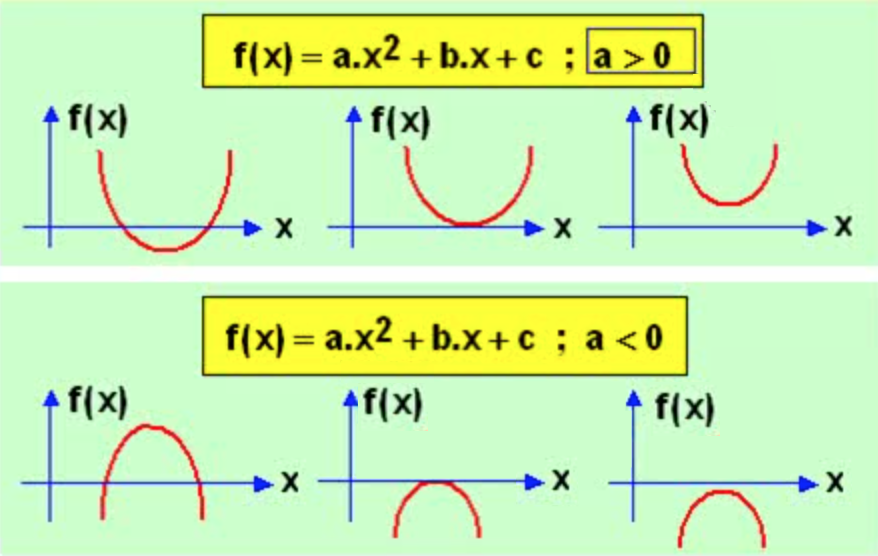 f(x) = a.x² + b.x + c ; a > 0
f(x) f(x) f(x)
x x x
f(x) = a.x² + b.x + c ; a < 0
f(x) f(x) f(x)
x x x